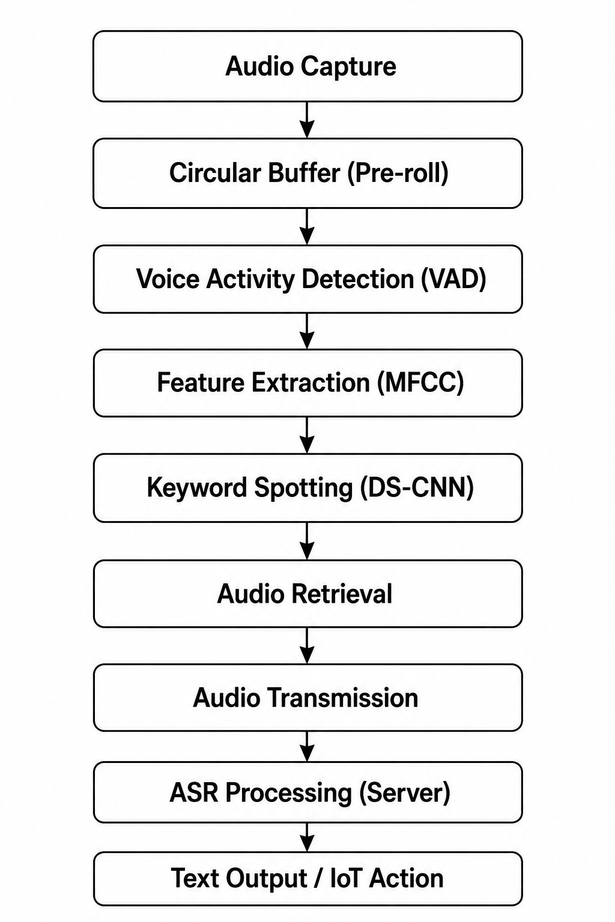 Audio Capture
Circular Buffer (Pre-roll)
Voice Activity Detection (VAD)
Feature Extraction (MFCC)
Keyword Spotting (DS-CNN)
Audio Retrieval
Audio Transmission
ASR Processing (Server)
Text Output / IoT Action